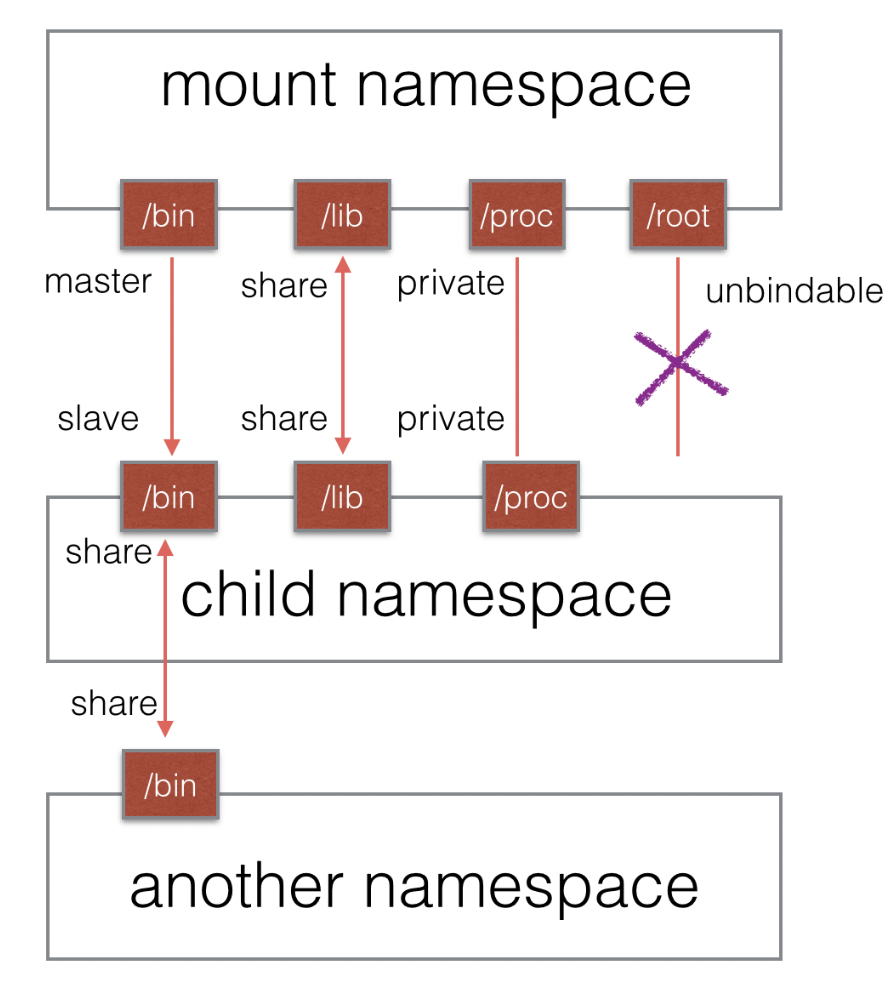 mount namespace
/bin
/lib
/proc
/root
master
share
private
unbindable
slave
share
private
/bin
/lib
/proc
share
child namespace
share
/bin
another namespace